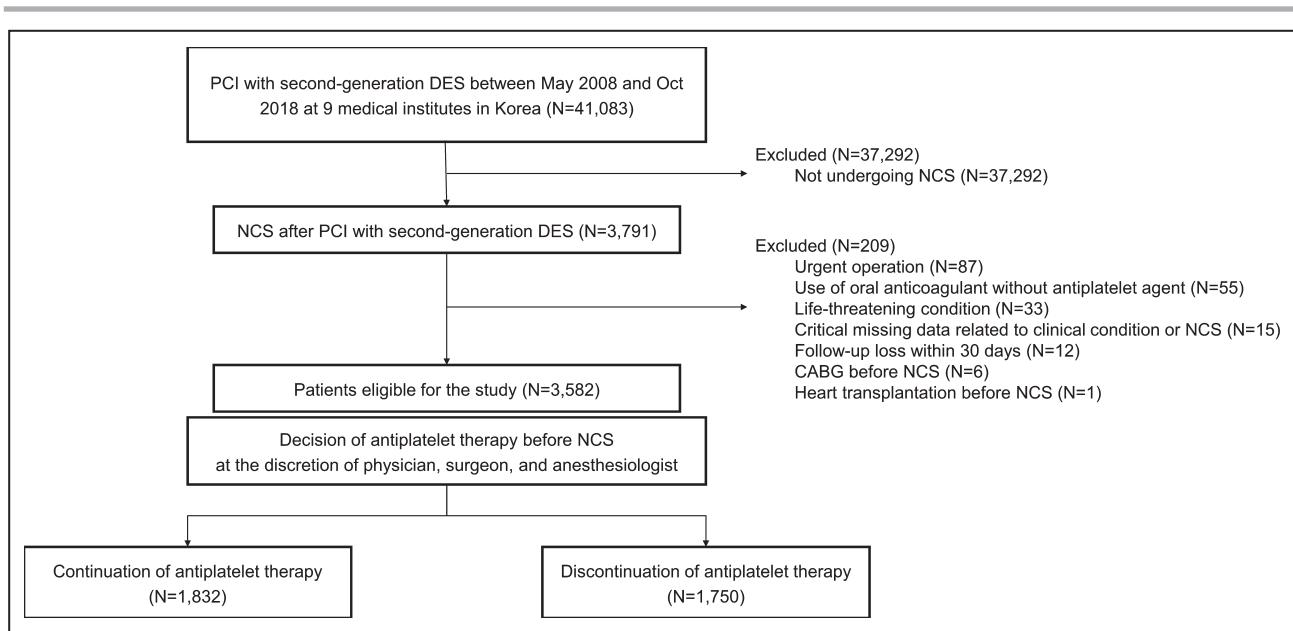 PCI with second-generation DES between May 2008 and Oct
2018 at 9 medical institutes in Korea (N=41,083)
Excluded (N=37,292)
Not undergoing NCS (N=37,292)
NCS after PCI with second-generation DES (N=3,791)
Excluded (N=209)
Urgent operation (N=87)
Use of oral anticoagulant without antiplatelet agent (N=55)
Life-threatening condition (N=33)
Critical missing data related to clinical condition or NCS (N=15)
Follow-up loss within 30 days (N=12)
CABG before NCS (N=6)
Heart transplantation before NCS (N=1)
Patients eligible for the study (N=3,582)
Decision of antiplatelet therapy before NCS
at the discretion of physician, surgeon, and anesthesiologist
Continuation of antiplatelet therapy
(N=1,832)
Discontinuation of antiplatelet therapy
(N=1,750)